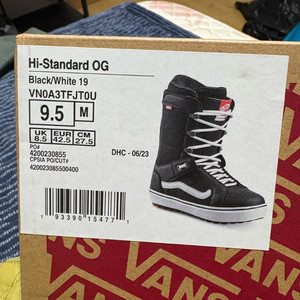 Hi-Standard OG
Black/White 19
VN0A3TFJT0U
9.5 M
UK EUR CM
8.5 42.5 27.5
PO#
4200230855
CPSIA PO/CUT#
420023085500400
DHC - 06/23
1 93390 15477 1
VANS
VANS